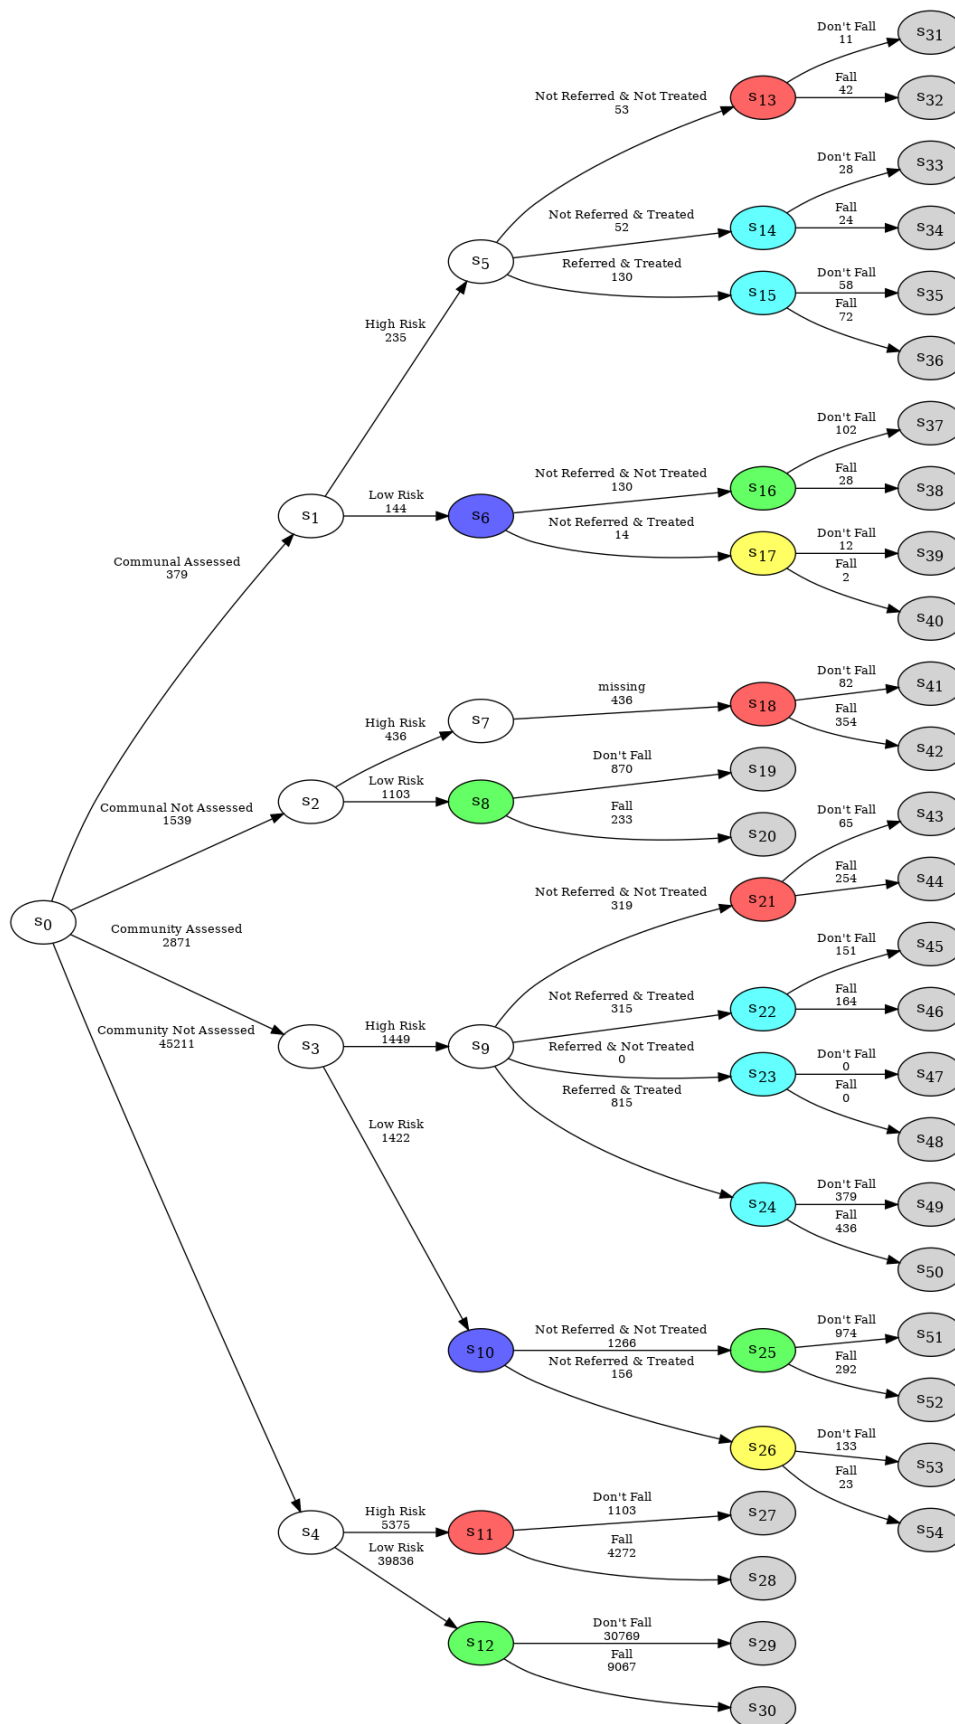 Don't Fall
11
s31
Fall
42
s32
Not Referred & Not Treated
53
s13
Don't Fall
28
s33
Fall
24
s34
Not Referred & Treated
52
s14
s5
Referred & Treated
130
s15
Don't Fall
58
s35
Fall
72
s36
High Risk
235
Don't Fall
102
s37
Fall
28
s38
Not Referred & Not Treated
130
s16
s1
Low Risk
144
s6
Not Referred & Treated
14
s17
Don't Fall
12
s39
Fall
2
s40
Communal Assessed
379
Don't Fall
82
s41
missing
436
s18
Fall
354
s42
High Risk
436
s7
Don't Fall
870
s19
Communal Not Assessed
1539
s2
Low Risk
1103
s8
Fall
233
s20
Don't Fall
65
s43
Fall
254
s44
Not Referred & Not Treated
319
s21
s0
Community Assessed
2871
Don't Fall
151
s45
Fall
164
s46
Not Referred & Treated
315
s22
Community Not Assessed
45211
s3
High Risk
1449
s9
Referred & Not Treated
0
s23
Don't Fall
0
s47
Fall
0
s48
Referred & Treated
815
s24
Don't Fall
379
s49
Fall
436
s50
Low Risk
1422
s10
Not Referred & Not Treated
1266
s25
Don't Fall
974
s51
Fall
292
s52
Not Referred & Treated
156
s26
Don't Fall
133
s53
Fall
23
s54
s4
High Risk
5375
s11
Don't Fall
1103
s27
Fall
4272
s28
Low Risk
39836
s12
Don't Fall
30769
s29
Fall
9067
s30